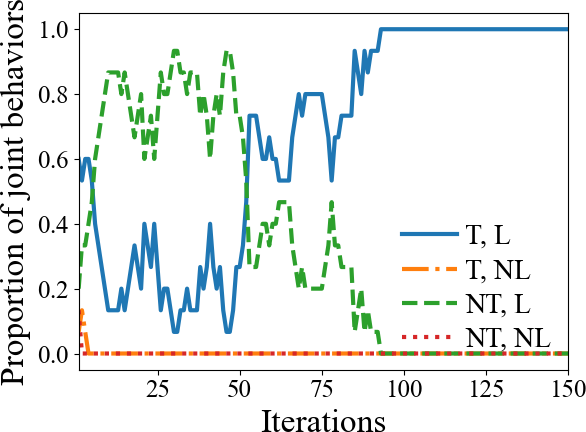 Proportion of joint behaviors
1.0
0.8
0.6
0.4
0.2
0.0
T, L
T, NL
NT, L
NT, NL
25 50 75 100 125 150
Iterations